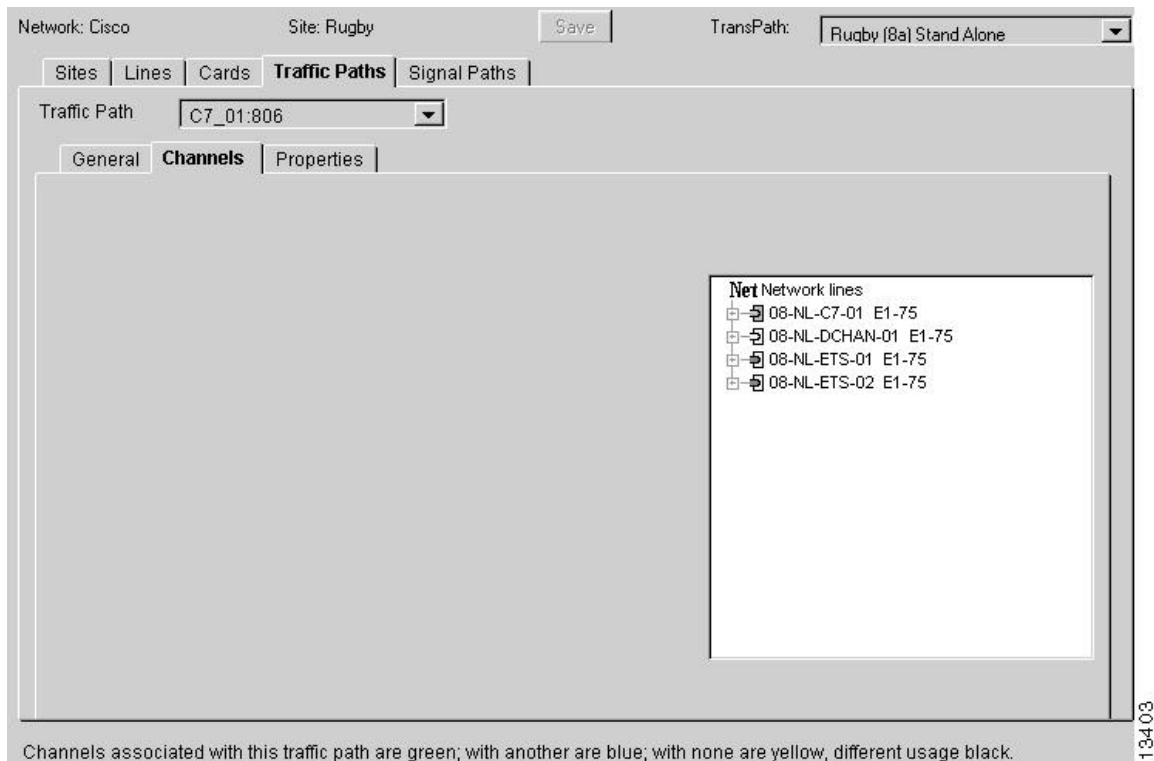 Network: Cisco Site: Rugby Save TransPath: Rugby (8a) Stand Alone
Sites Lines Cards Traffic Paths Signal Paths
Traffic Path C7_01:806
General Channels Properties
Net Network lines
08-NL-C7-01 E1-75
08-NL-DCHAN-01 E1-75
08-NL-ETS-01 E1-75
08-NL-ETS-02 E1-75
Channels associated with this traffic path are green; with another are blue; with none are yellow, different usage black.
13403